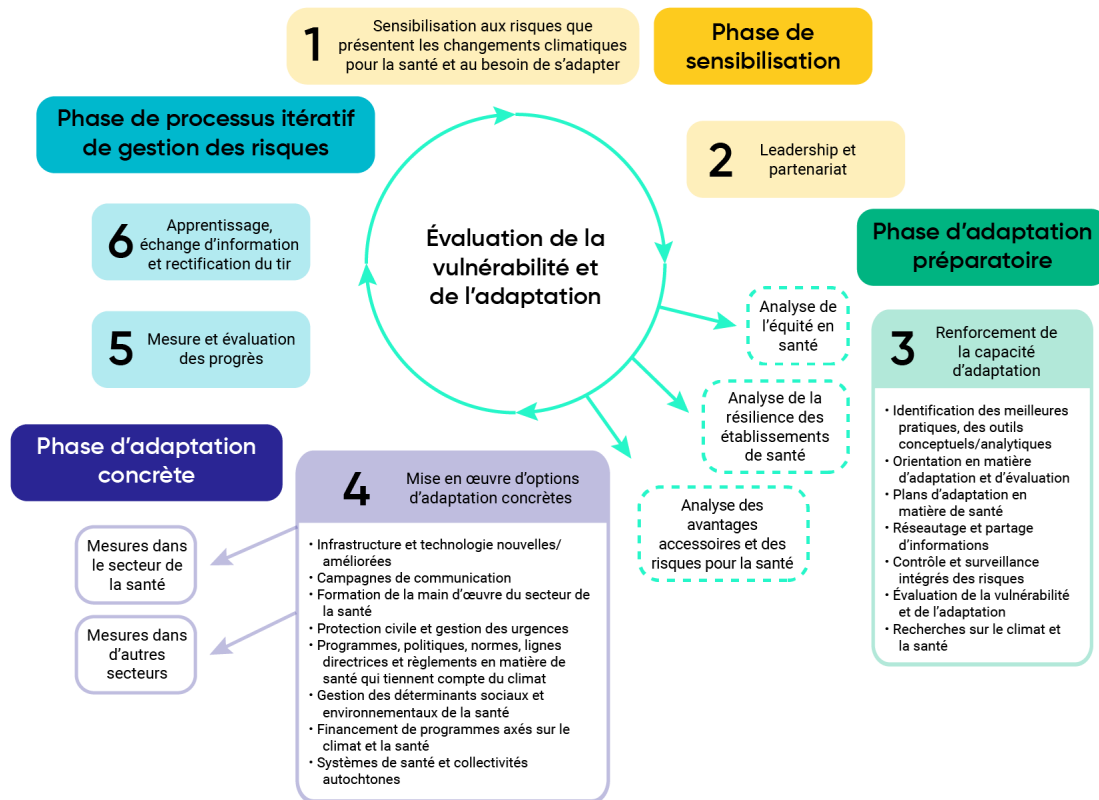 1
Sensibilisation aux risques que
présentent les changements climatiques
pour la santé et au besoin de s'adapter
Phase de
sensibilisation
2
Leadership et
partenariat
Phase d'adaptation
préparatoire
3
Renforcement de
la capacité
d'adaptation
• Identification des meilleures
pratiques, des outils
conceptuels/analytiques
• Orientation en matière
d'adaptation et d'évaluation
• Plans d'adaptation en
matière de santé
• Réseautage et partage
d'informations
• Contrôle et surveillance
intégrés des risques
• Évaluation de la vulnérabilité
et de l'adaptation
• Recherches sur le climat et
la santé
Évaluation de la
vulnérabilité et
de l'adaptation
Analyse de
l'équité en
santé
Analyse de la
résilience des
établissements
de santé
Analyse des
avantages
accessoires et des
risques pour la santé
4
Mise en œuvre d'options
d'adaptation concrètes
• Infrastructure et technologie nouvelles/
améliorées
• Campagnes de communication
• Formation de la main d'œuvre du secteur de
la santé
• Protection civile et gestion des urgences
• Programmes, politiques, normes, lignes
directrices et règlements en matière de
santé qui tiennent compte du climat
• Gestion des déterminants sociaux et
environnementaux de la santé
• Financement de programmes axés sur le
climat et la santé
• Systèmes de santé et collectivités
autochtones
Phase d'adaptation
concrète
Mesures dans
le secteur de
la santé
Mesures dans
d'autres
secteurs
5
Mesure et évaluation
des progrès
6
Apprentissage,
échange d'information
et rectification du tir
Phase de processus itératif
de gestion des risques